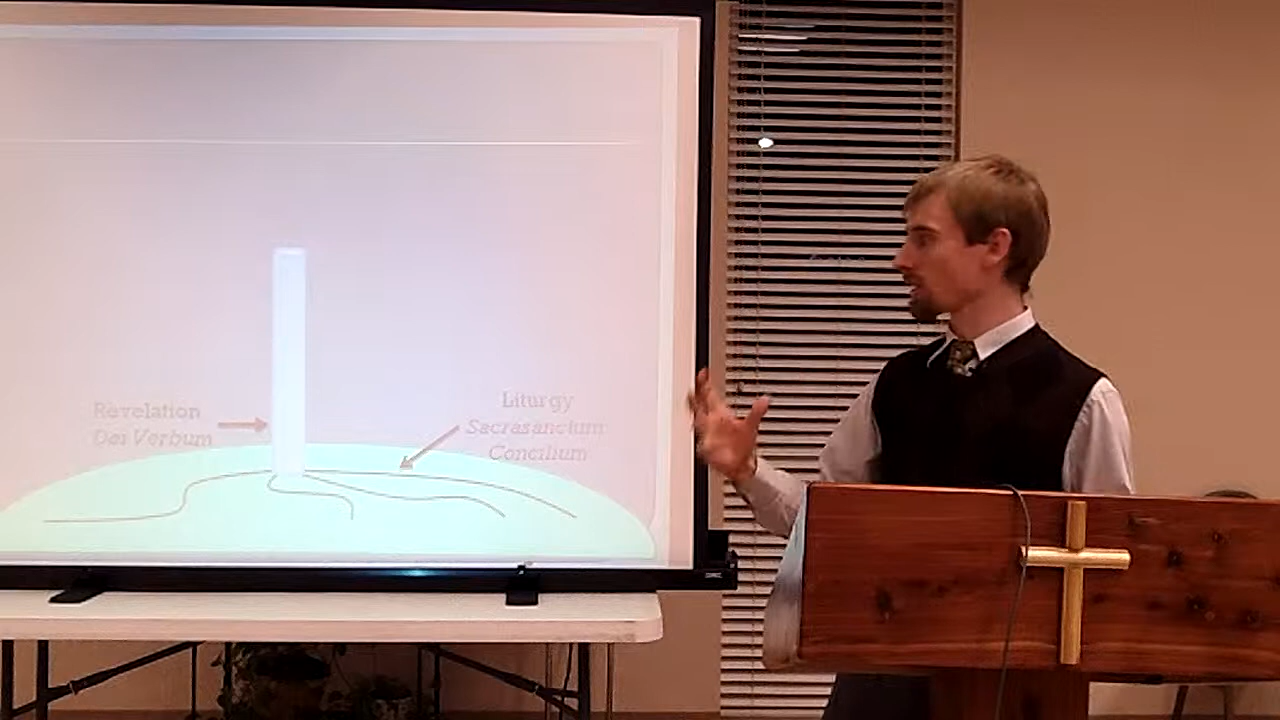 Revelation
Dei Verbum
Liturgy
Sacrasanctum
Concilium